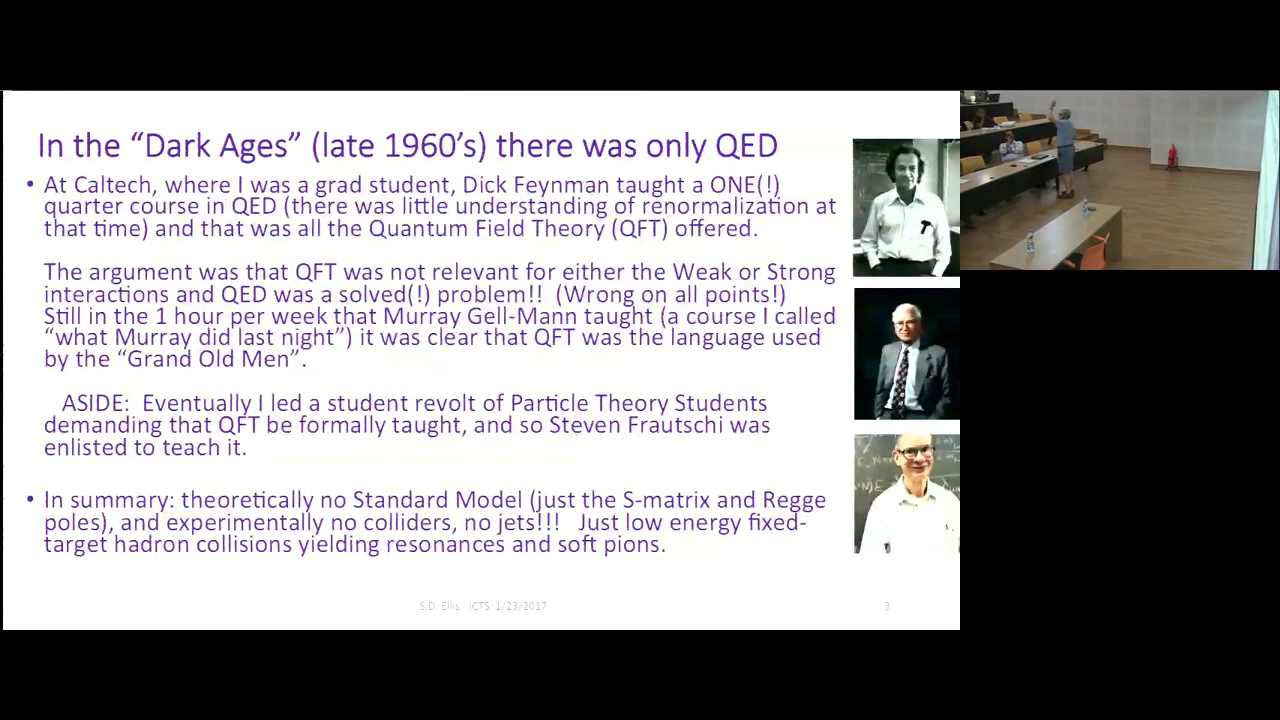 In the “Dark Ages” (late 1960’s) there was only QED
• At Caltech, where I was a grad student, Dick Feynman taught a ONE(!)
quarter course in QED (there was little understanding of renormalization at
that time) and that was all the Quantum Field Theory (QFT) offered.
The argument was that QFT was not relevant for either the Weak or Strong
interactions and QED was a solved(!) problem!! (Wrong on all points!)
Still in the 1 hour per week that Murray Gell-Mann taught (a course I called
“what Murray did last night”) it was clear that QFT was the language used
by the “Grand Old Men”.
ASIDE: Eventually I led a student revolt of Particle Theory Students
demanding that QFT be formally taught, and so Steven Frautschi was
enlisted to teach it.
• In summary: theoretically no Standard Model (just the S-matrix and Regge
poles), and experimentally no colliders, no jets!!! Just low energy fixed-
target hadron collisions yielding resonances and soft pions.
S.D. Ellis ICTS 1/23/2017
3